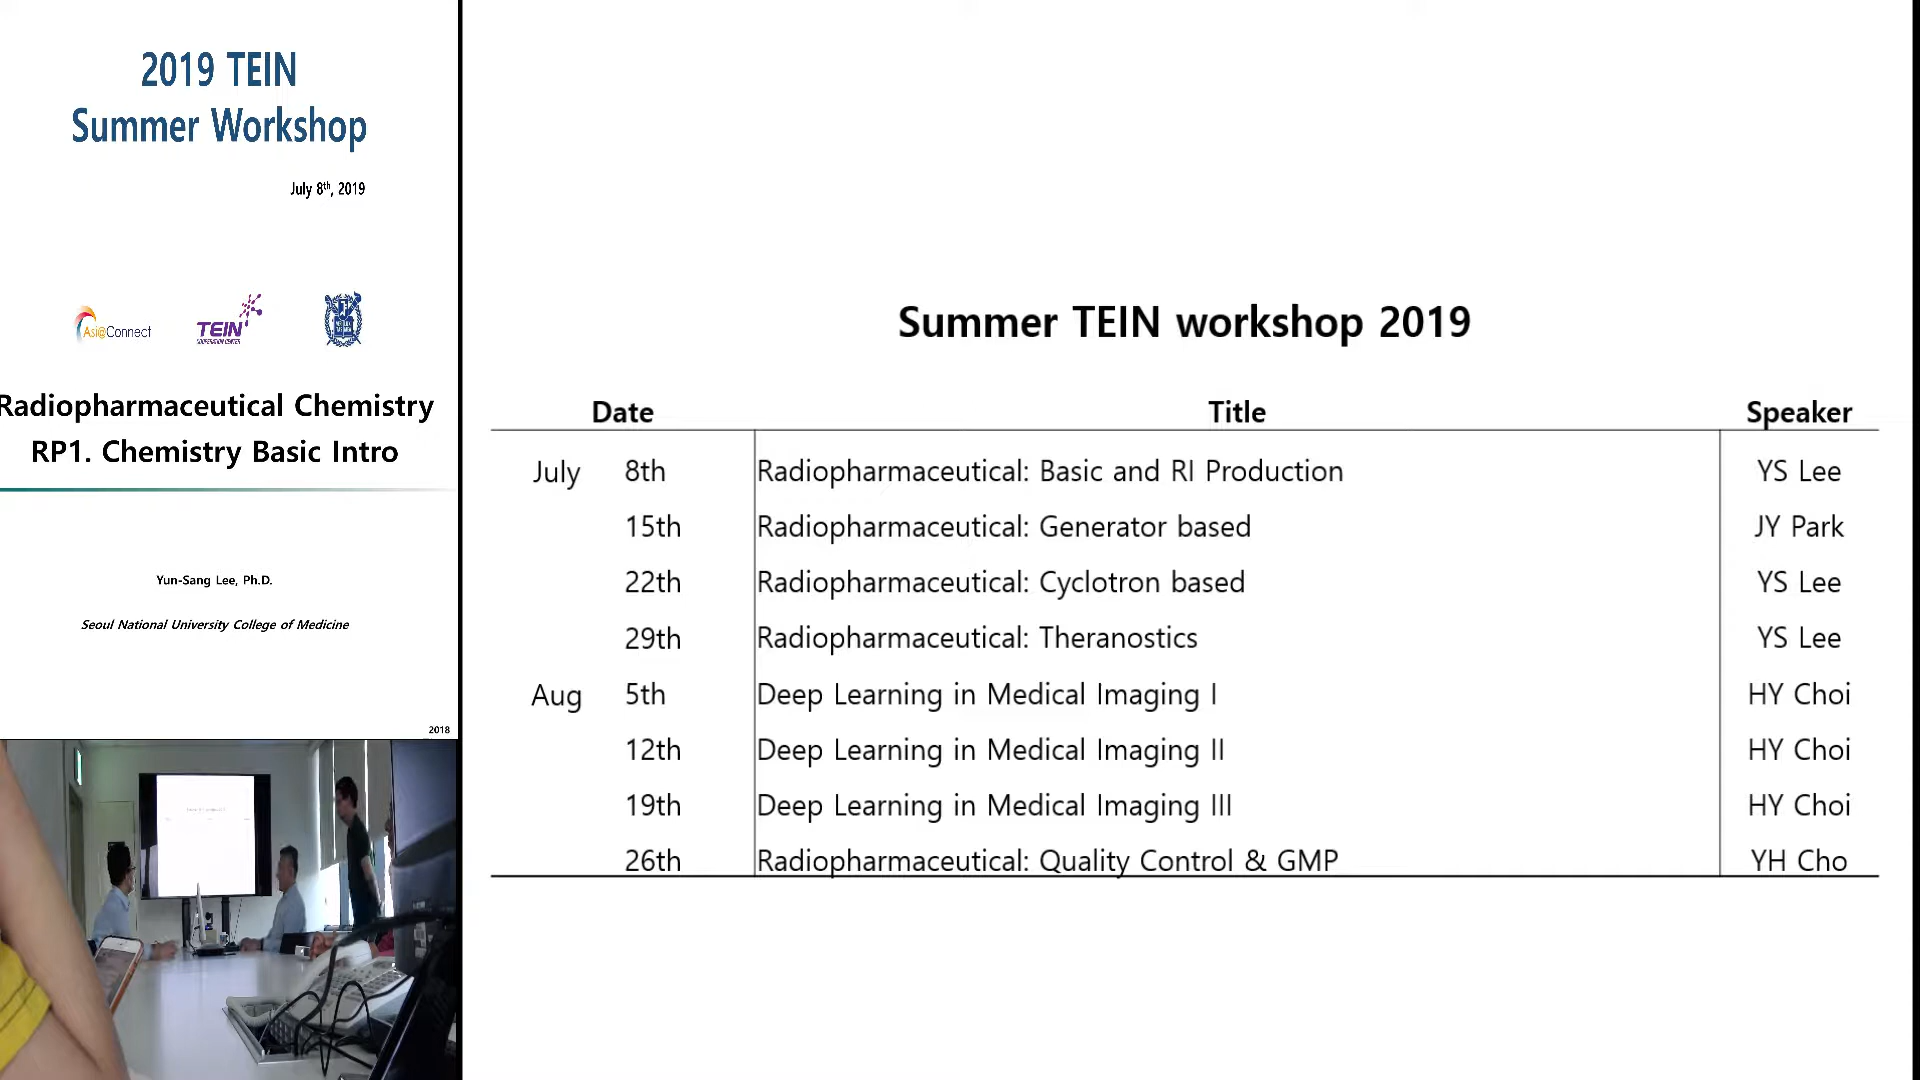 2019 TEIN
Summer Workshop
July 8th, 2019
Asi@Connect
TEIN
COOPERATION CENTER
Radiopharmaceutical Chemistry
RP1. Chemistry Basic Intro
Yun-Sang Lee, Ph.D.
Seoul National University College of Medicine
2018
Summer TEIN workshop 2019
Date Title Speaker
July 8th Radiopharmaceutical: Basic and RI Production YS Lee
15th Radiopharmaceutical: Generator based JY Park
22th Radiopharmaceutical: Cyclotron based YS Lee
29th Radiopharmaceutical: Theranostics YS Lee
Aug 5th Deep Learning in Medical Imaging I HY Choi
12th Deep Learning in Medical Imaging II HY Choi
19th Deep Learning in Medical Imaging III HY Choi
26th Radiopharmaceutical: Quality Control & GMP YH Cho